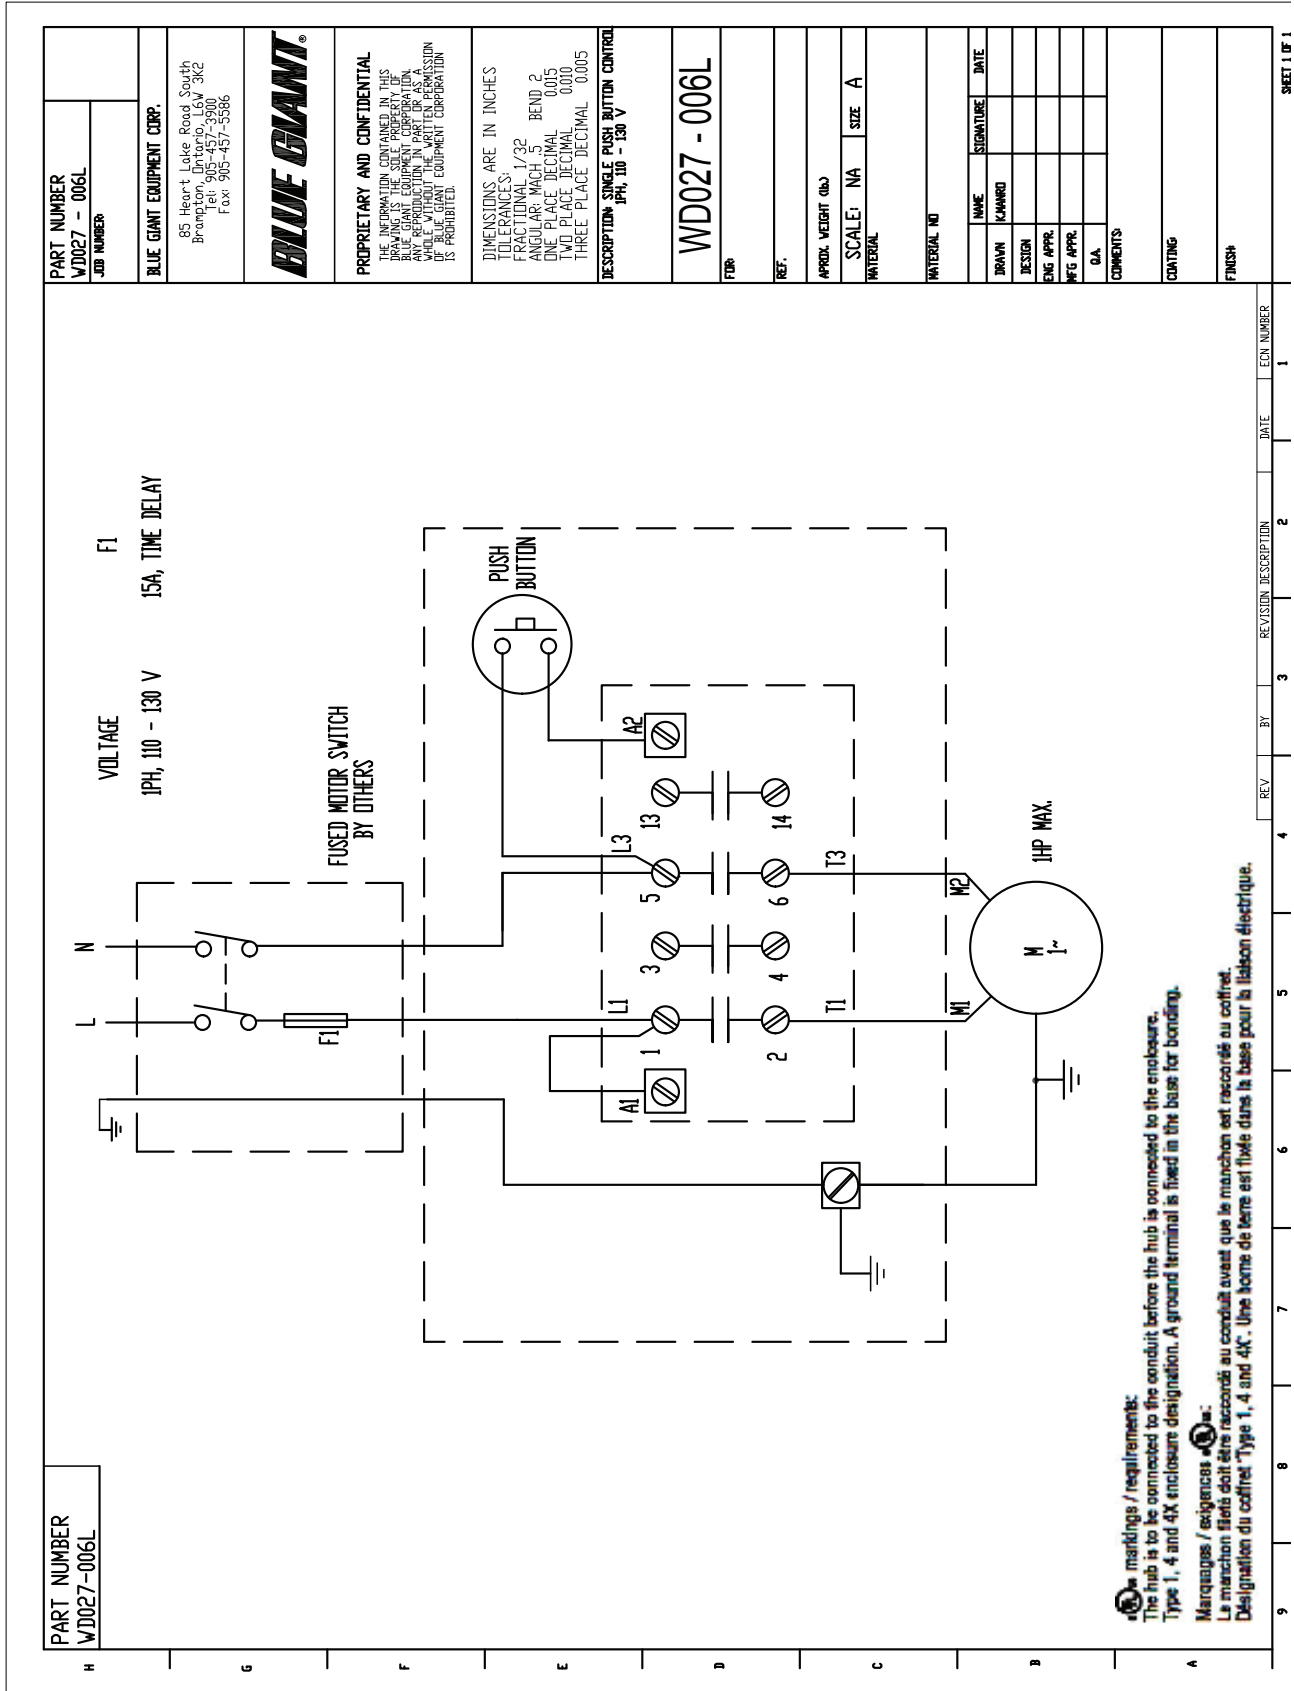 PART NUMBER
WD027-006L
VOLTAGE
F1
1PH, 110 - 130 V
15A, TIME DELAY
L
N
FUSED MOTOR SWITCH
BY OTHERS
F1
PUSH
BUTTON
L1
L3
A1
1
3
5
13
A2
2
4
6
14
T1
T3
M1
M2
M
1~
1HP MAX.
markings / requirements:
The hub is to be connected to the conduit before the hub is connected to the enclosure.
Type 1, 4 and 4X enclosure designation. A ground terminal is fixed in the base for bonding.
Marquages / exigences :
Le manchon fileté doit être raccordé au conduit avant que le manchon est raccordé au coffret.
Désignation du coffret "Type 1, 4 and 4X". Une borne de terre est fixée dans la base pour la liaison électrique.
REV
BY
REVISION DESCRIPTION
DATE
ECN NUMBER
H
G
F
E
D
C
B
A
9
8
7
6
5
4
3
2
1
PART NUMBER
WD027 - 006L
JOB NUMBER:
BLUE GIANT EQUIPMENT CORP.
85 Heart Lake Road South
Brampton, Ontario, L6W 3K2
Tel: 905-457-3900
Fax: 905-457-5586
BLUE GIANT®
PROPRIETARY AND CONFIDENTIAL
THE INFORMATION CONTAINED IN THIS
DRAWING IS THE SOLE PROPERTY OF
BLUE GIANT EQUIPMENT CORPORATION.
ANY REPRODUCTION IN PART OR AS A
WHOLE WITHOUT THE WRITTEN PERMISSION
OF BLUE GIANT EQUIPMENT CORPORATION
IS PROHIBITED.
DIMENSIONS ARE IN INCHES
TOLERANCES:
FRACTIONAL 1/32
ANGULAR: MACH 5 BEND 2
ONE PLACE DECIMAL 0.015
TWO PLACE DECIMAL 0.010
THREE PLACE DECIMAL 0.005
DESCRIPTION: SINGLE PUSH BUTTON CONTROL
1PH, 110 - 130 V
WD027 - 006L
FOR:
REF.
APROX. WEIGHT (lb.)
SCALE: NA
SIZE A
MATERIAL
MATERIAL NO
NAME
SIGNATURE
DATE
DRAWN
K.MANRO
DESIGN
ENG APPR.
MFG APPR.
Q.A.
COMMENTS:
COATING:
FINISH:
SHEET 1 OF 1